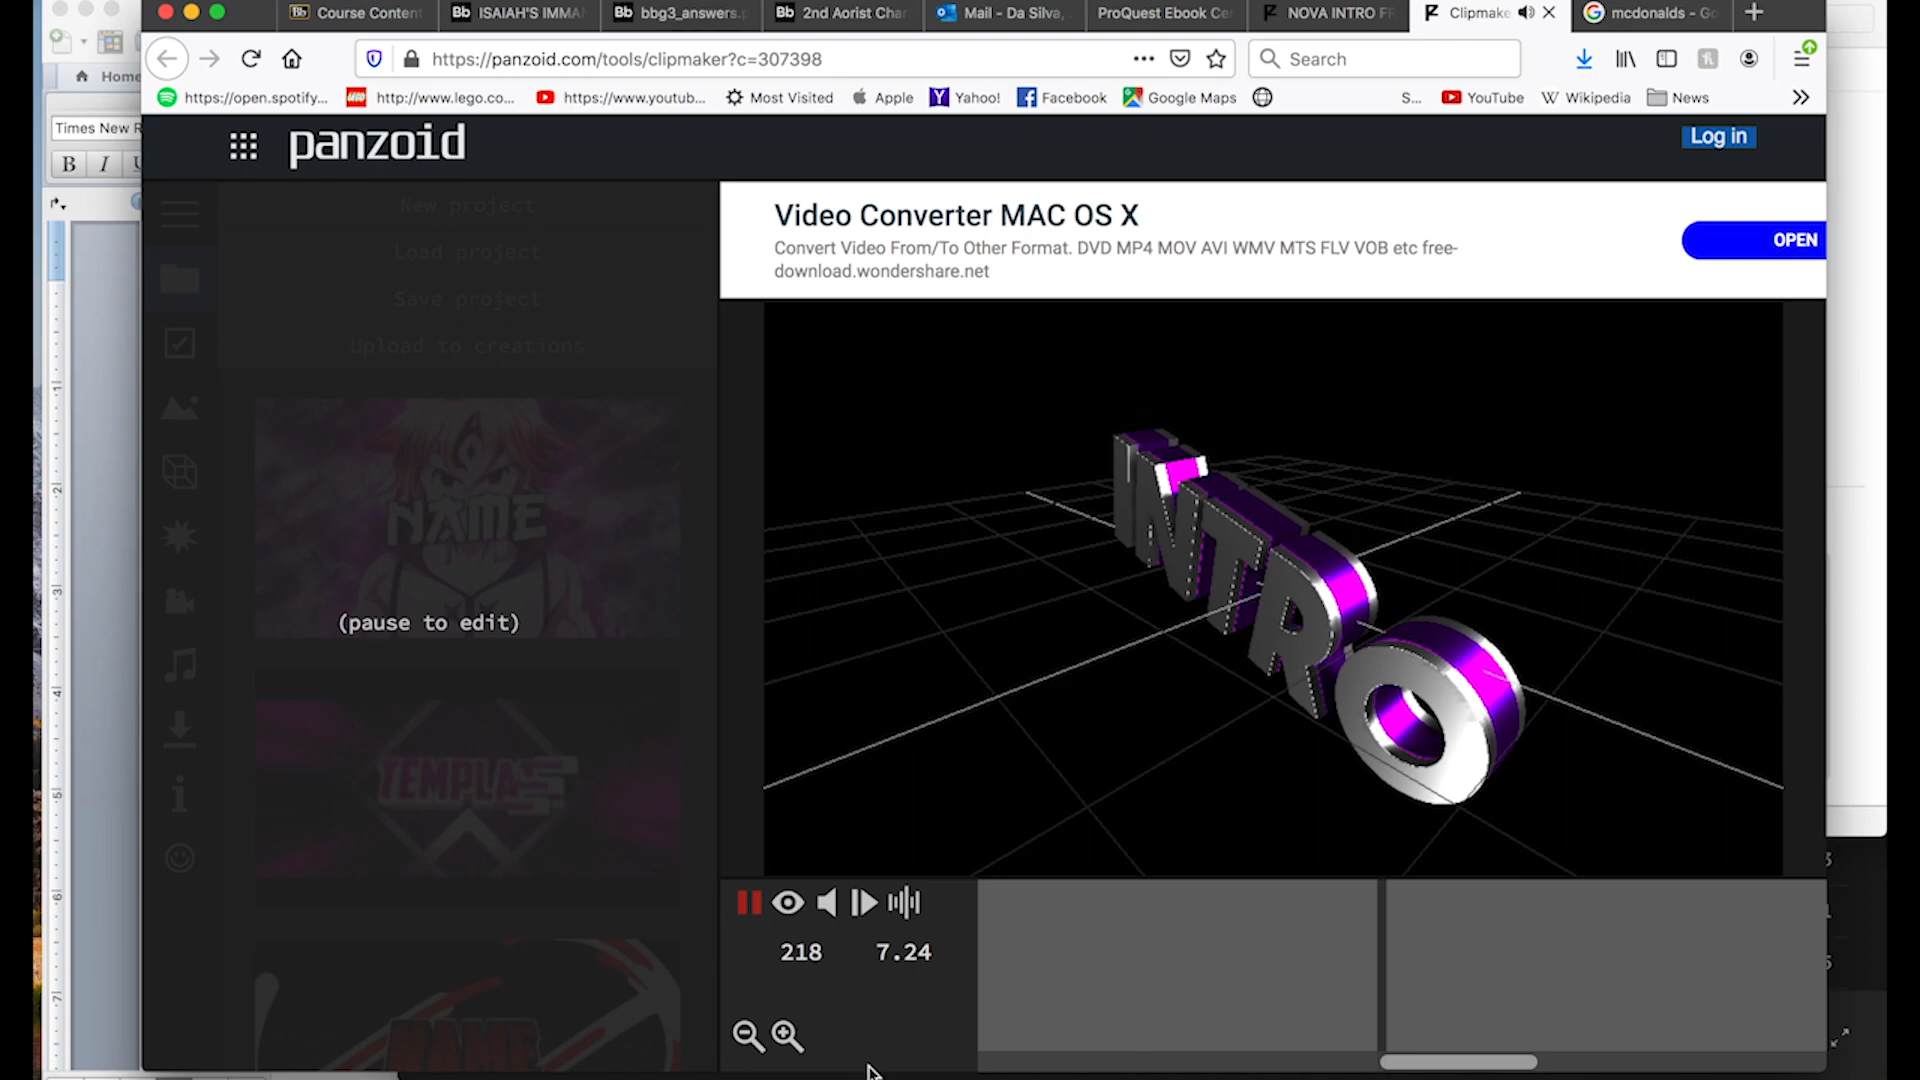 Course Content
ISAIAH'S IMMA
bbg3_answers.p
2nd Aorist Char
Mail - Da Silva,
ProQuest Ebook Ce
NOVA INTRO FR
Clipmake
mcdonalds - Go
https://panzoid.com/tools/clipmaker?c=307398
Search
https://open.spotify...
http://www.lego.co...
https://www.youtub...
Most Visited
Apple
Yahoo!
Facebook
Google Maps
S...
YouTube
Wikipedia
News
Home
Times New R
B I U
panzoid
Log in
New project
Load project
Save project
Upload to creations
Video Converter MAC OS X
Convert Video From/To Other Format. DVD MP4 MOV AVI WMV MTS FLV VOB etc free-
download.wondershare.net
OPEN
NAME
(pause to edit)
INTRO
TEMPLA
NAME
218 7.24